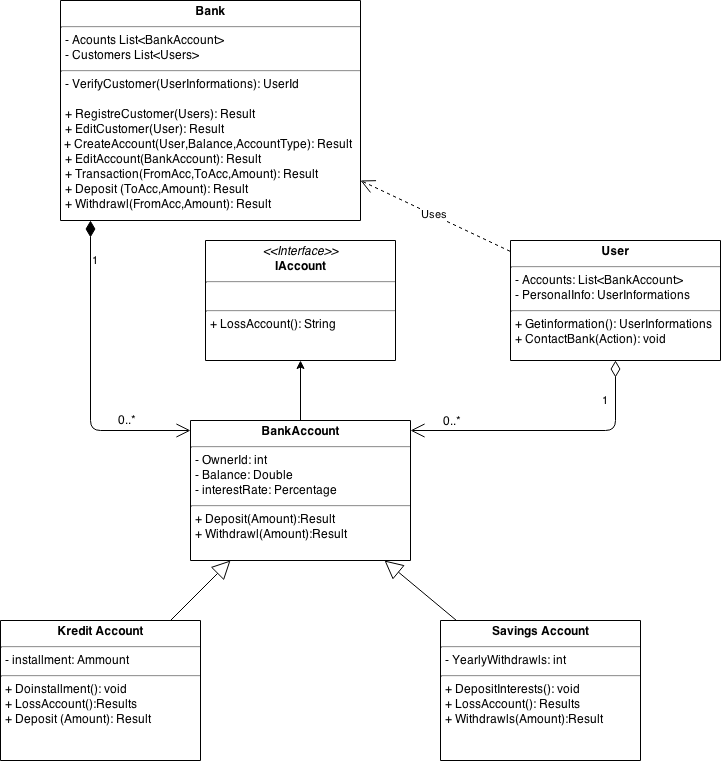 Bank
- Acounts List<BankAccount>
- Customers List<Users>
- VerifyCustomer(UserInformations): UserId
+ RegistreCustomer(Users): Result
+ EditCustomer(User): Result
+ CreateAccount(User,Balance,AccountType): Result
+ EditAccount(BankAccount): Result
+ Transaction(FromAcc,ToAcc,Amount): Result
+ Deposit (ToAcc,Amount): Result
+ Withdrawl(FromAcc,Amount): Result
Uses
1
<<Interface>>
IAccount
+ LossAccount(): String
User
- Accounts: List<BankAccount>
- PersonalInfo: UserInformations
+ Getinformation(): UserInformations
+ ContactBank(Action): void
1
0..*
0..*
BankAccount
- OwnerId: int
- Balance: Double
- interestRate: Percentage
+ Deposit(Amount):Result
+ Withdrawl(Amount):Result
Kredit Account
- installment: Ammount
+ Doinstallment(): void
+ LossAccount():Results
+ Deposit (Amount): Result
Savings Account
- YearlyWithdrawls: int
+ DepositInterests(): void
+ LossAccount(): Results
+ Withdrawls(Amount):Result